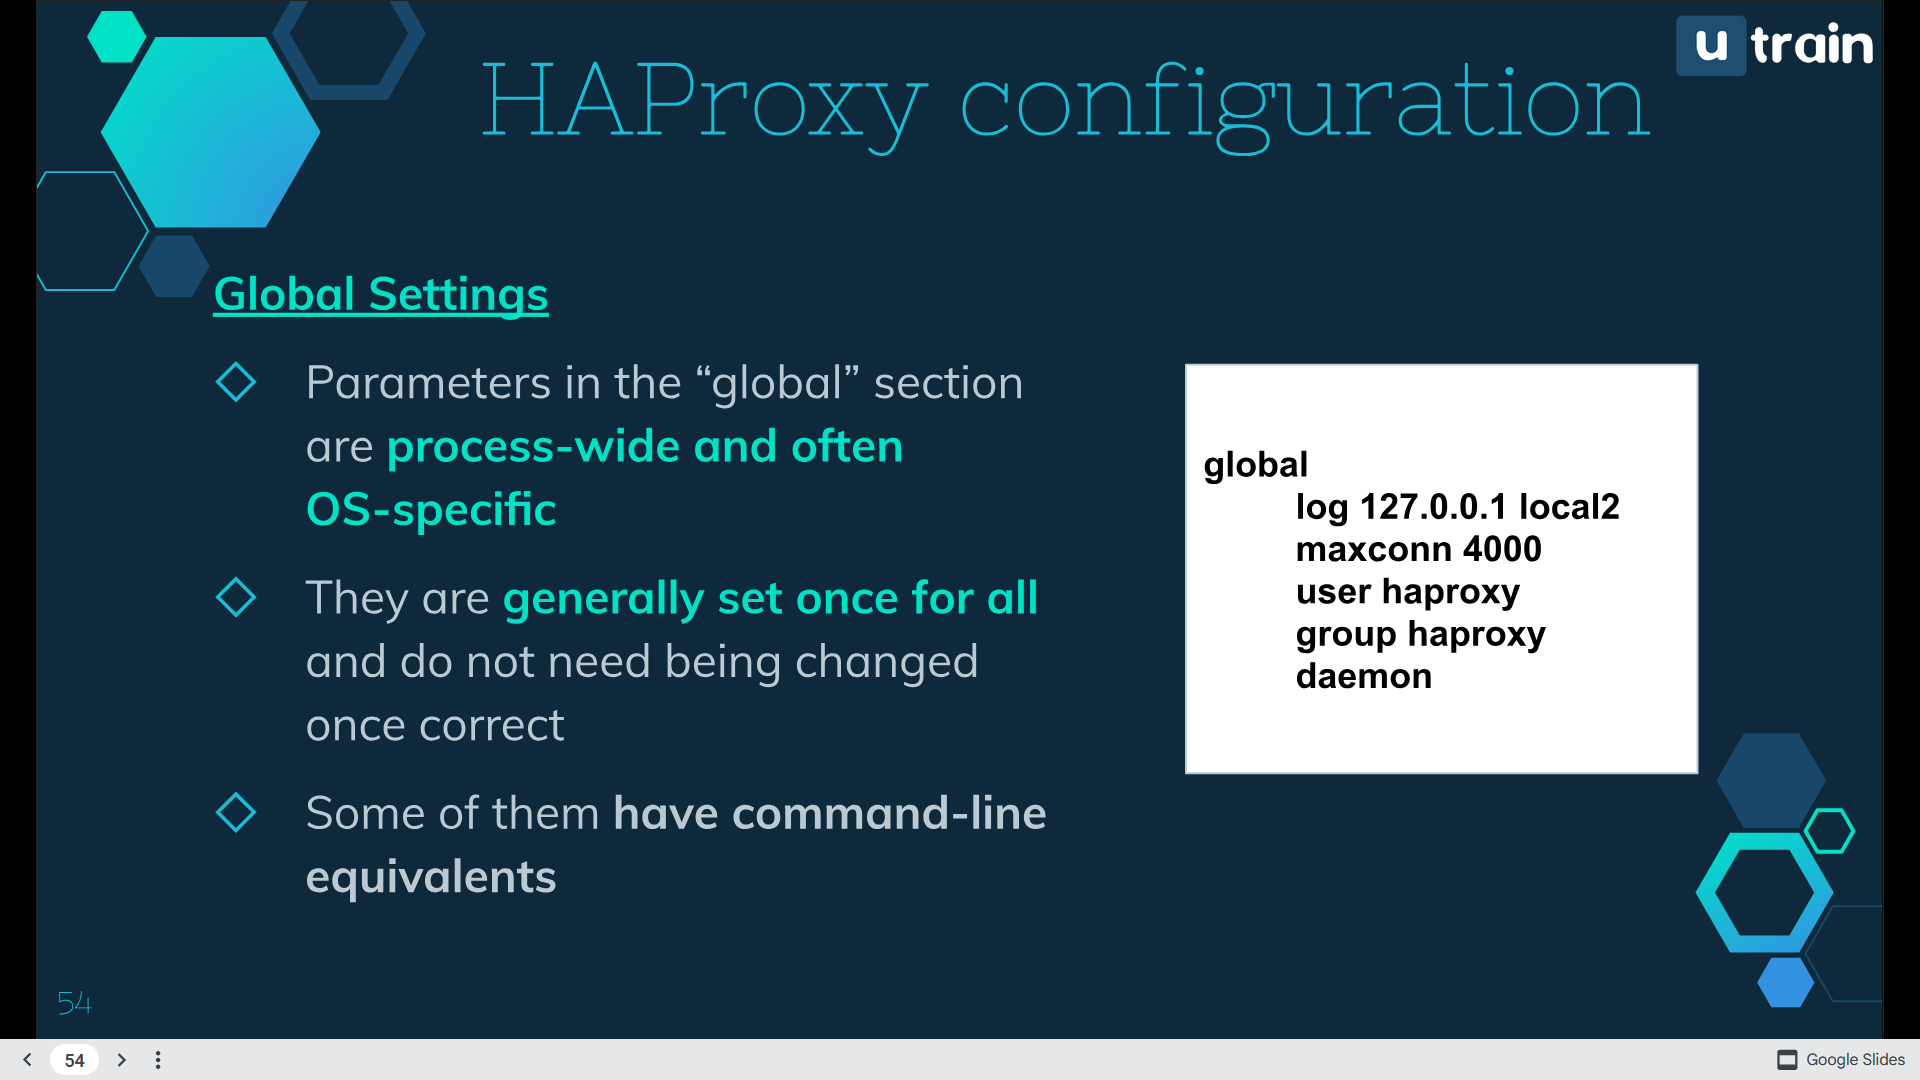 u train
HAProxy configuration
Global Settings
Parameters in the “global” section
are process-wide and often
OS-specific
They are generally set once for all
and do not need being changed
once correct
Some of them have command-line
equivalents
global
log 127.0.0.1 local2
maxconn 4000
user haproxy
group haproxy
daemon
54
54
Google Slides